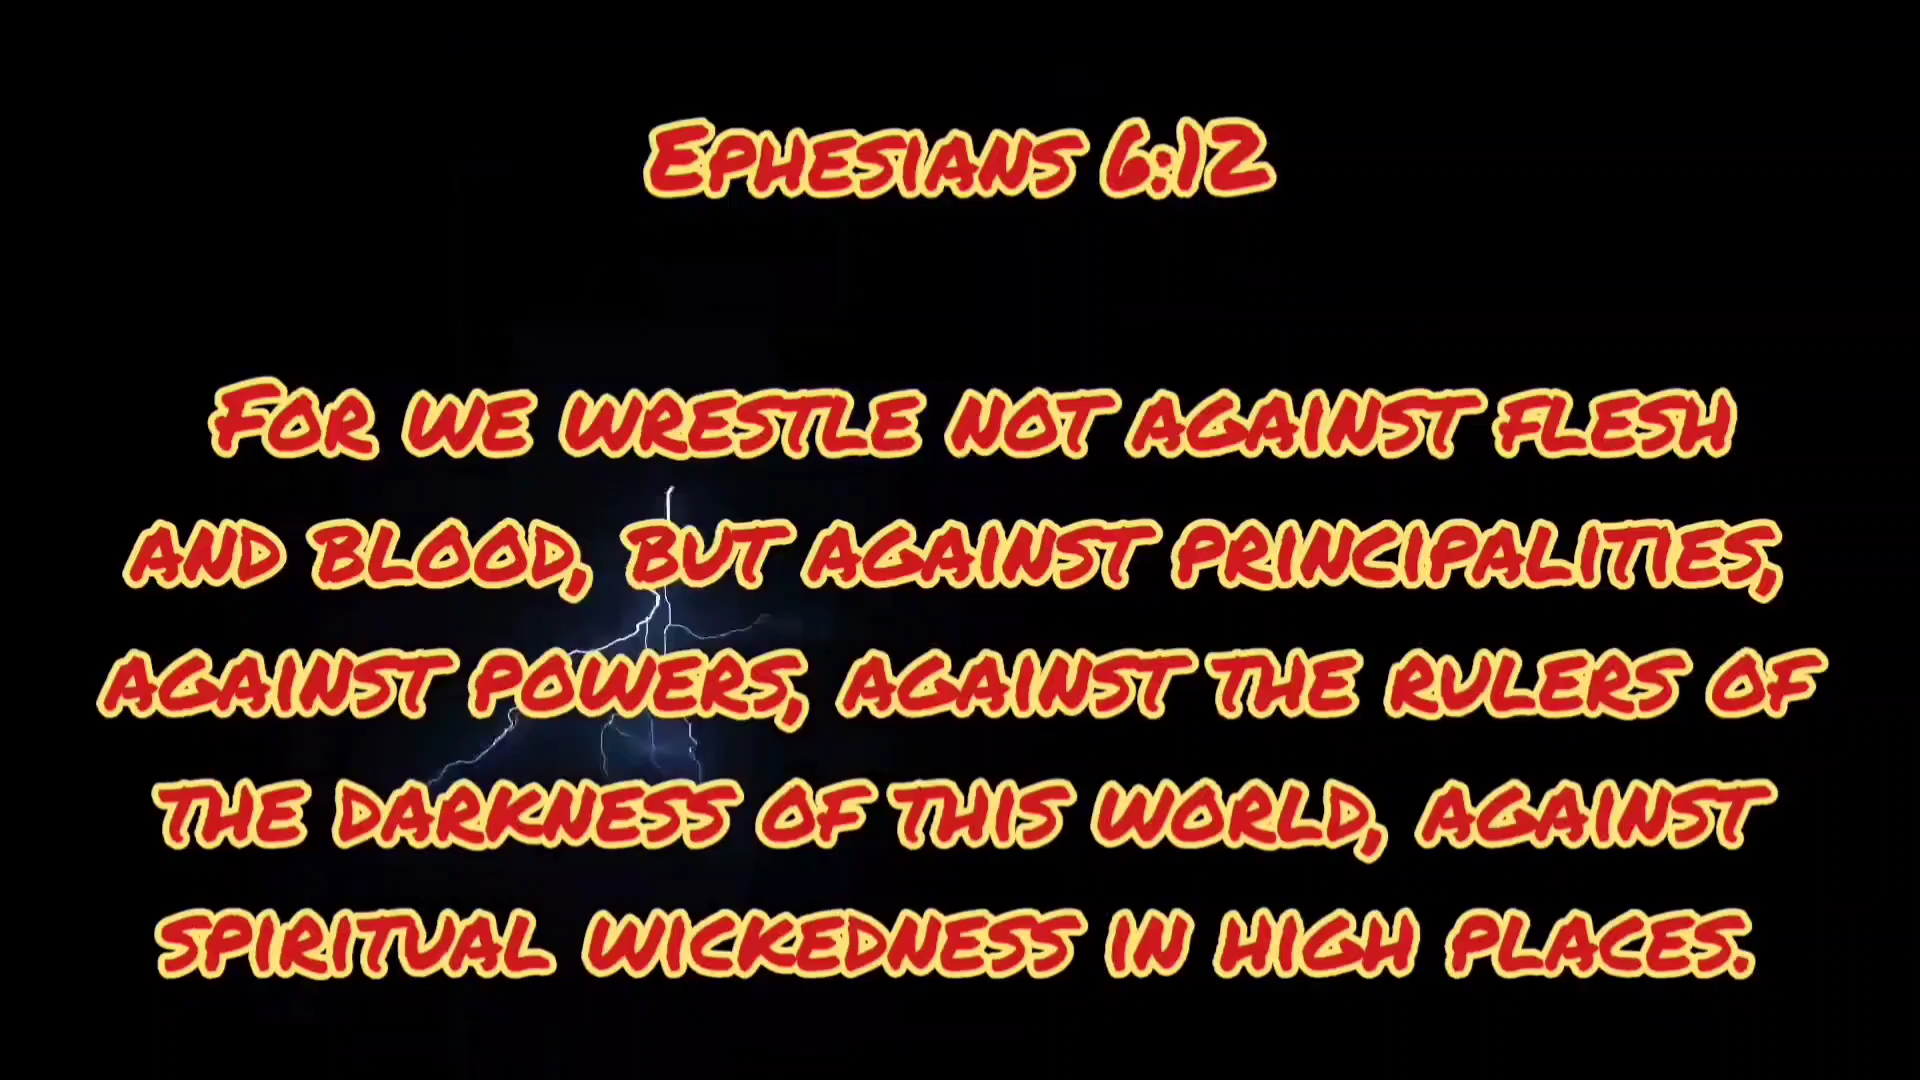 Ephesians 6:12
For we wrestle not against flesh
and blood, but against principalities,
against powers, against the rulers of
the darkness of this world, against
spiritual wickedness in high places.